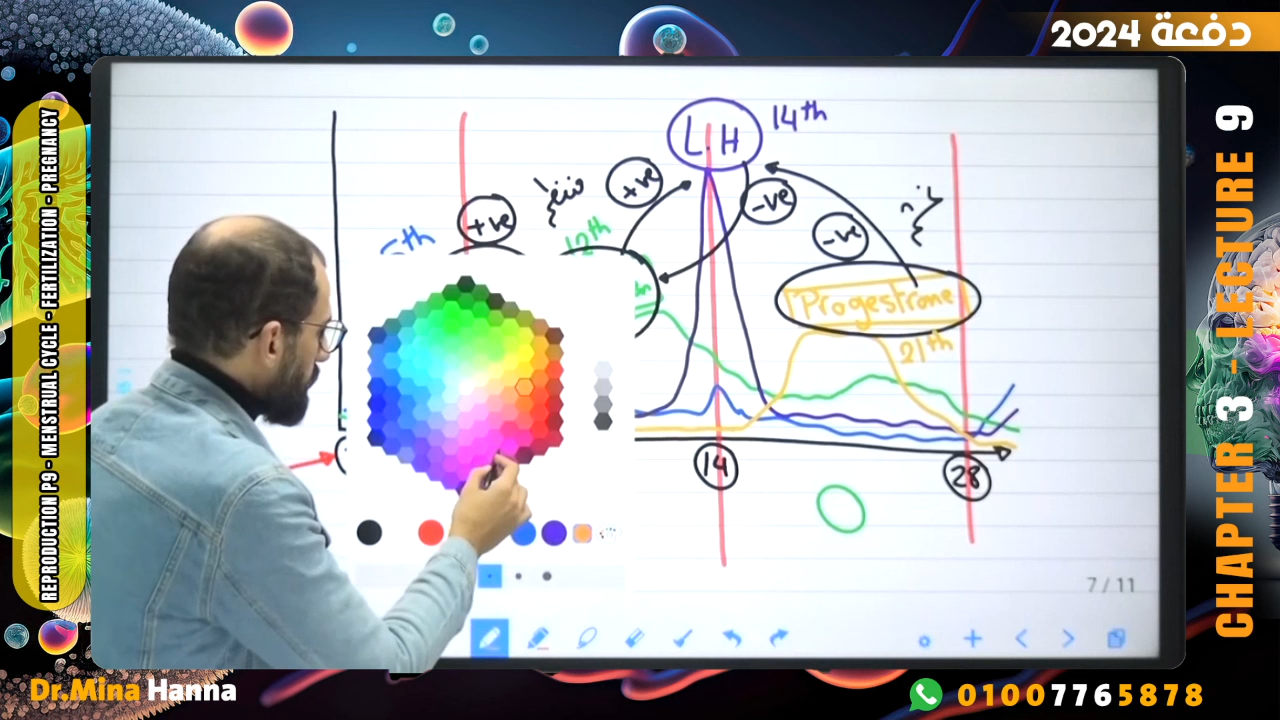 دفعة 2024
REPRODUCTION P9 - MENSTRUAL CYCLE - FERTILIZATION - PREGNANCY
CHAPTER 3 - LECTURE 9
L.H
14th
+ve
+ve
-ve
-ve
12th
Progestrone
21th
14
28
7 / 11
Dr.Mina Hanna
01007765878